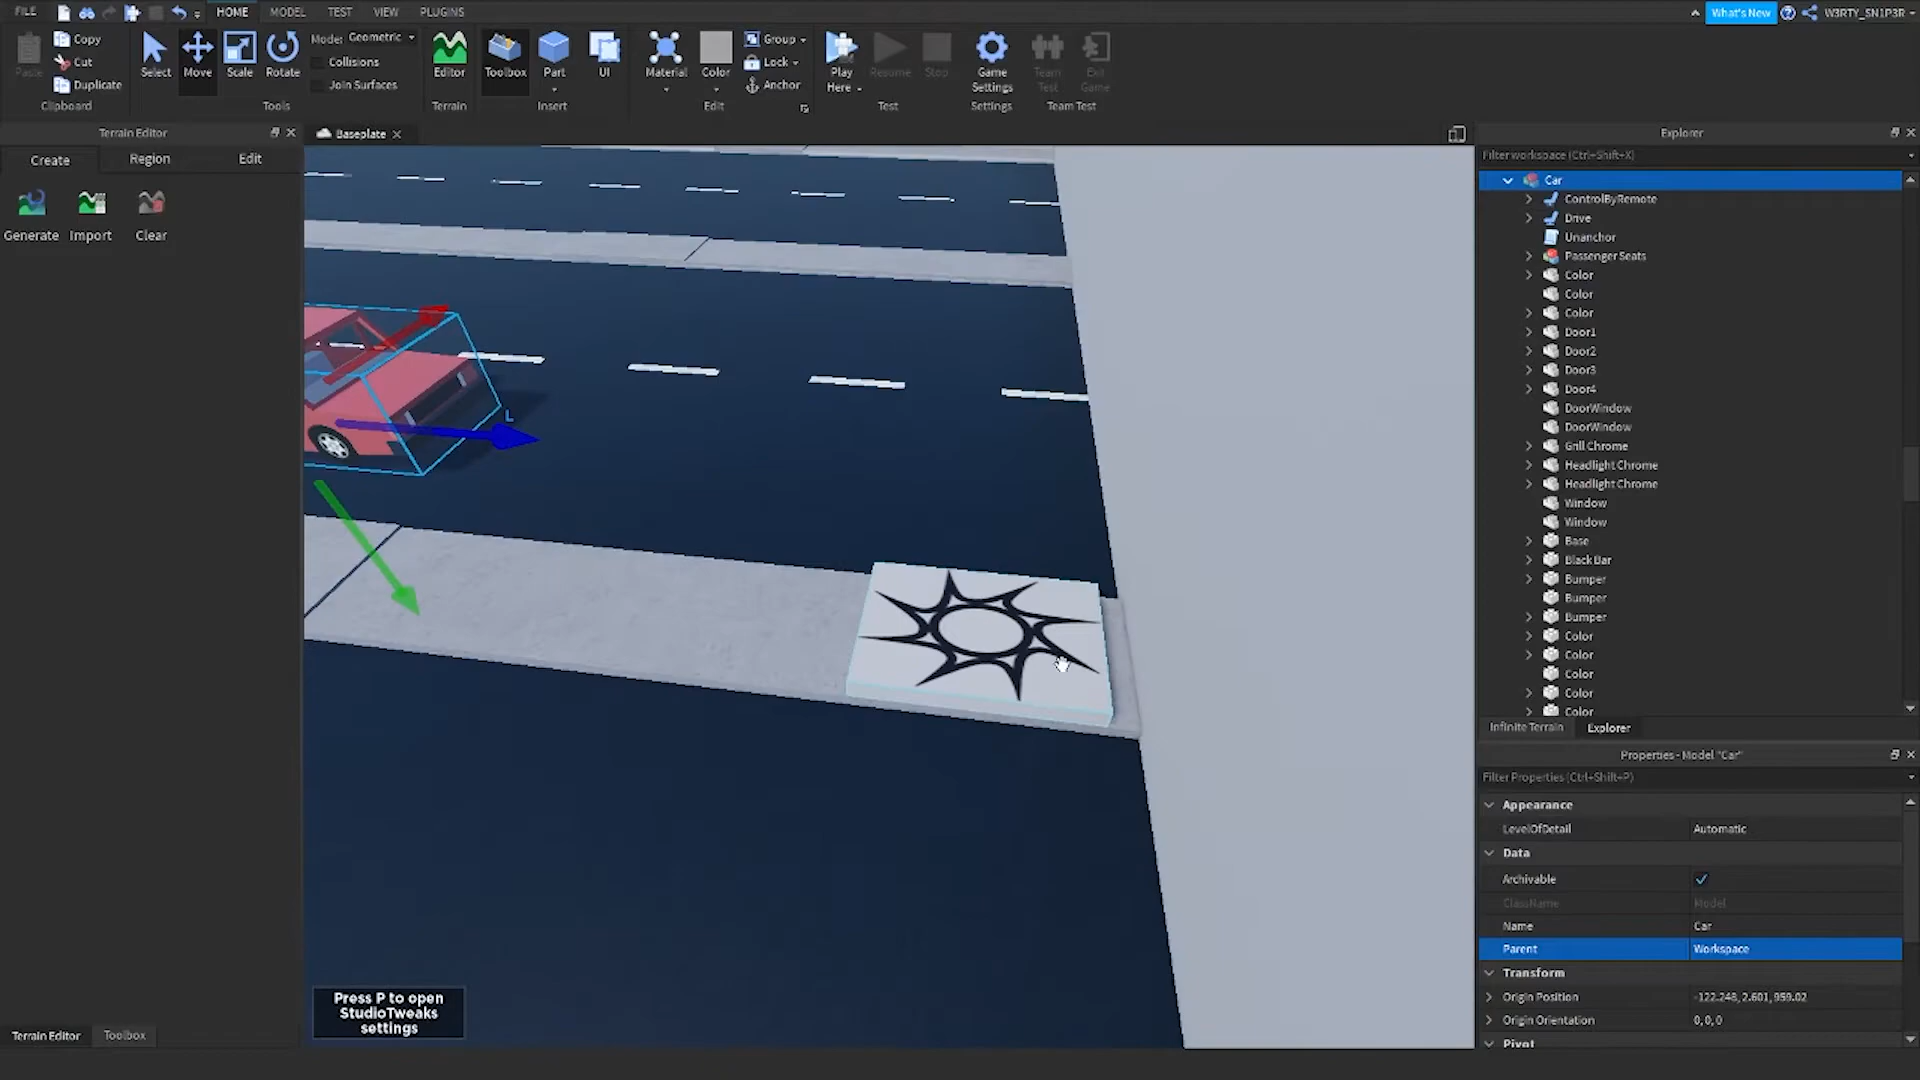 FILE
HOME
MODEL
TEST
VIEW
PLUGINS
What's New
W3RTY_SN1P3R
Paste
Copy
Cut
Duplicate
Clipboard
Select
Move
Scale
Rotate
Mode: Geometric
Collisions
Join Surfaces
Tools
Editor
Terrain
Toolbox
Part
UI
Insert
Material
Color
Group
Lock
Anchor
Edit
Play
Here
Resume
Stop
Test
Game
Settings
Settings
Team
Test
Exit
Game
Team Test
Terrain Editor
Create
Region
Edit
Generate
Import
Clear
Terrain Editor
Toolbox
Baseplate
L
Press P to open
StudioTweaks
settings
Explorer
Filter workspace (Ctrl+Shift+X)
Car
ControlByRemote
Drive
Unanchor
Passenger Seats
Color
Color
Color
Door1
Door2
Door3
Door4
DoorWindow
DoorWindow
Grill Chrome
Headlight Chrome
Headlight Chrome
Window
Window
Base
Black Bar
Bumper
Bumper
Bumper
Color
Color
Color
Color
Color
Infinite Terrain
Explorer
Properties - Model "Car"
Filter Properties (Ctrl+Shift+P)
Appearance
LevelOfDetail Automatic
Data
Archivable
ClassName Model
Name Car
Parent Workspace
Transform
Origin Position -122.248, 2.601, 959.02
Origin Orientation 0, 0, 0
Pivot